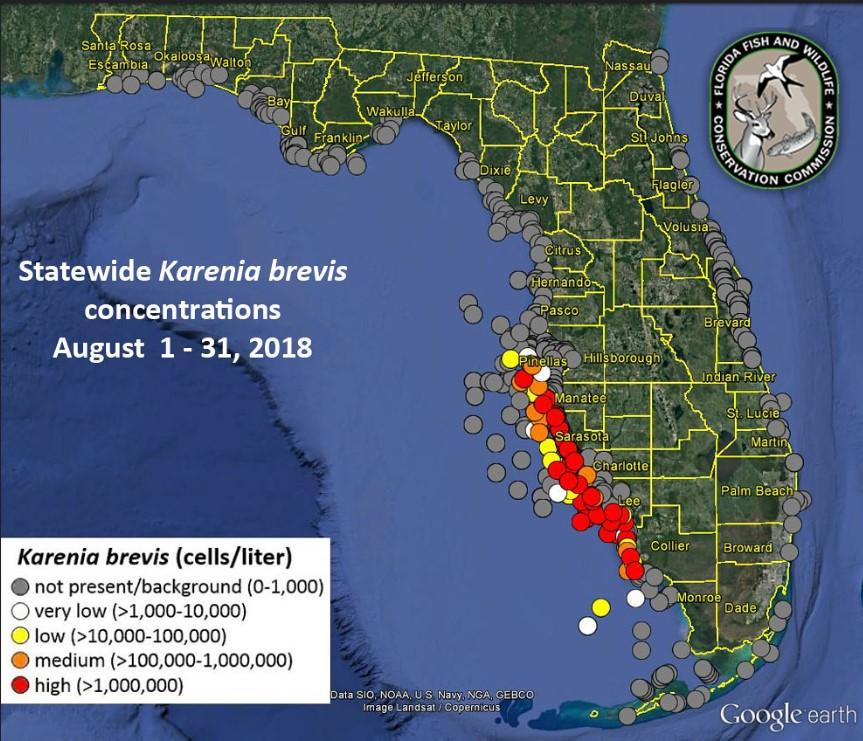 Santa Rosa
Escambia
Okaloosa
Walton
Bay
Gulf
Franklin
Wakulla
Jefferson
Taylor
Dixie
Levy
Nassau
Duval
St. Johns
Flagler
Volusia
Citrus
Hernando
Pasco
Pinellas
Hillsborough
Brevard
Indian River
Manatee
Sarasota
St. Lucie
Martin
Charlotte
Lee
Palm Beach
Collier
Broward
Monroe
Dade
FLORIDA FISH AND WILDLIFE
CONSERVATION COMMISSION
Statewide Karenia brevis
concentrations
August 1 - 31, 2018
Karenia brevis (cells/liter)
not present/background (0-1,000)
very low (>1,000-10,000)
low (>10,000-100,000)
medium (>100,000-1,000,000)
high (>1,000,000)
Data SIO, NOAA, U.S. Navy, NGA, GEBCO
Image Landsat / Copernicus
Google earth